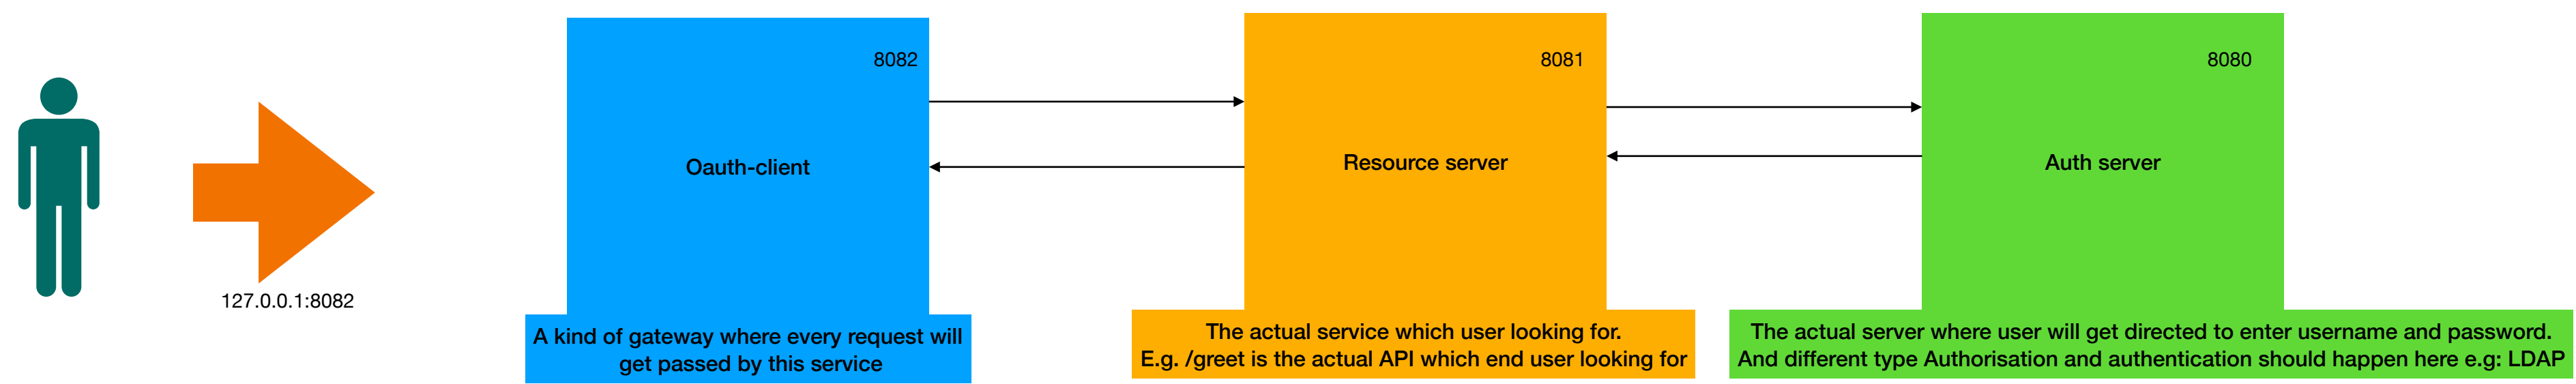 127.0.0.1:8082
8082
Oauth-client
A kind of gateway where every request will
get passed by this service
8081
Resource server
The actual service which user looking for.
E.g. /greet is the actual API which end user looking for
8080
Auth server
The actual server where user will get directed to enter username and password.
And different type Authorisation and authentication should happen here e.g: LDAP